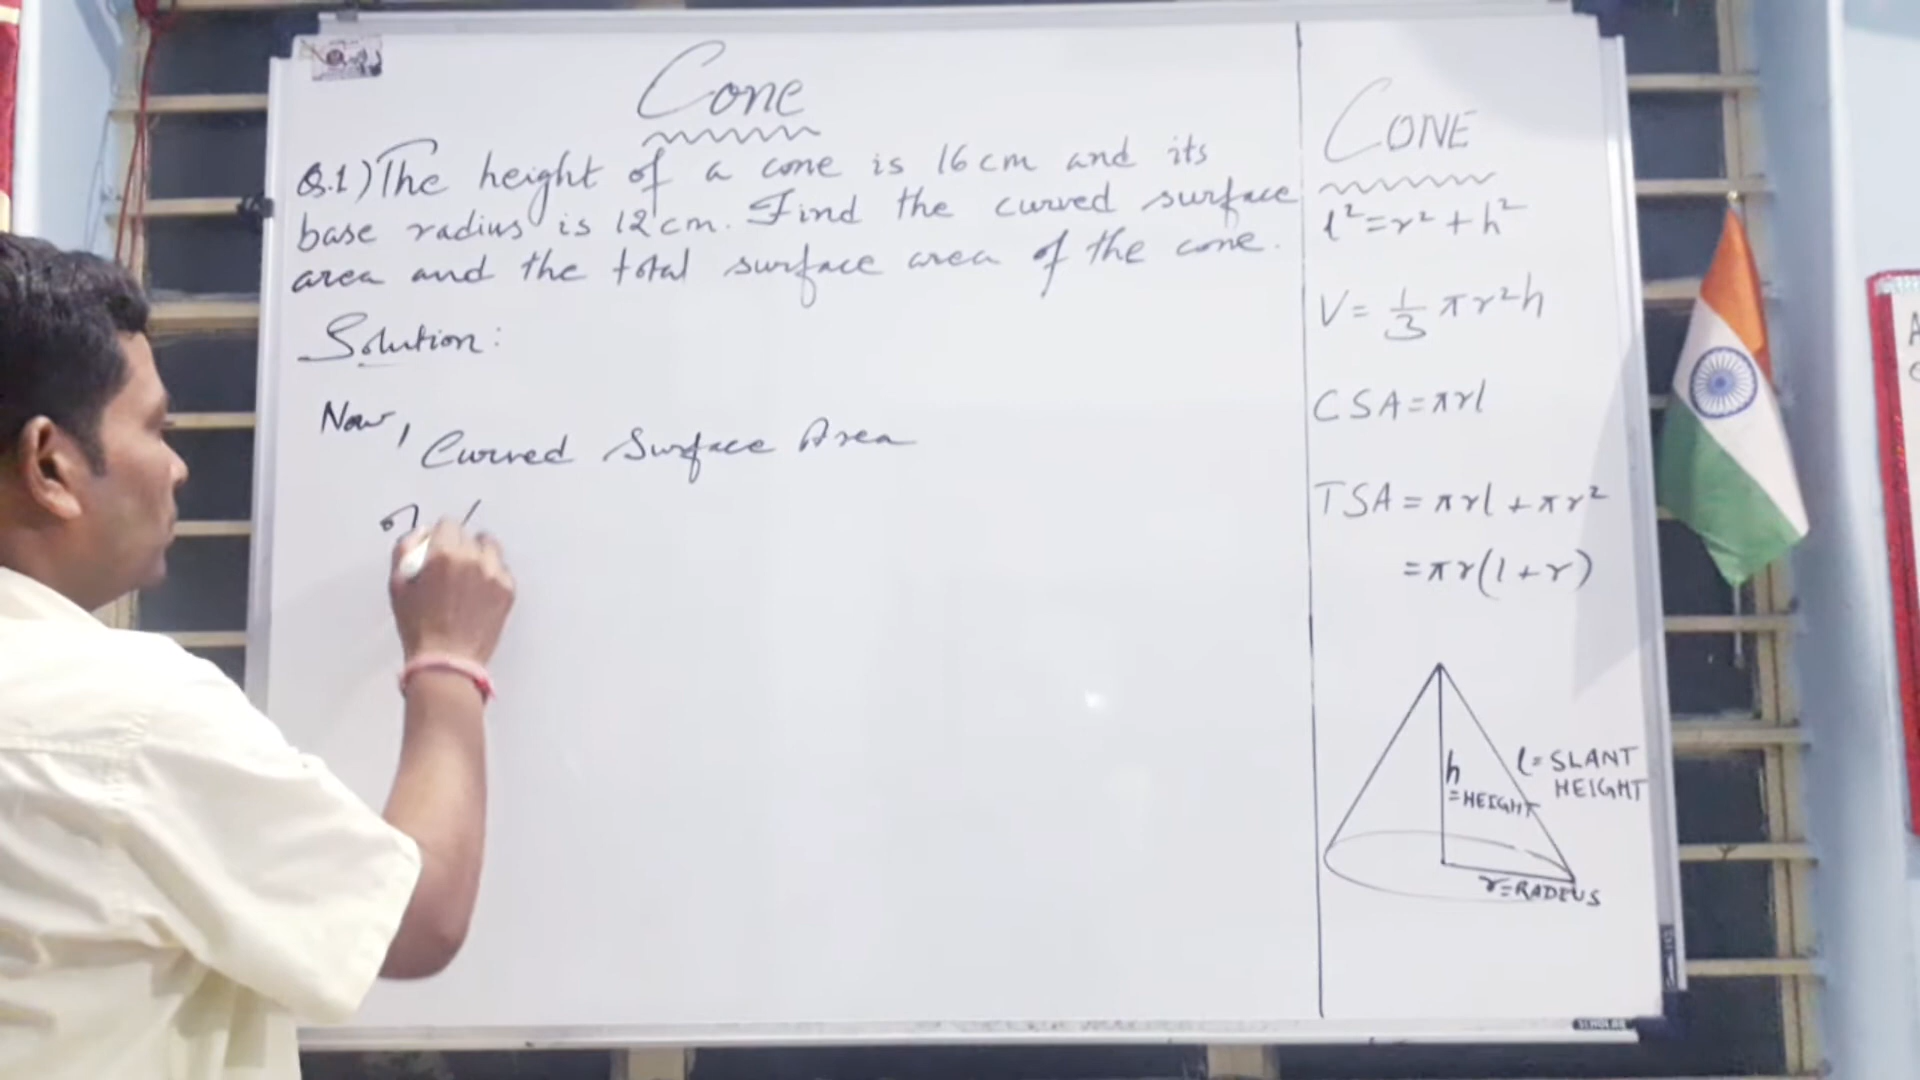 Cone
Q.1) The height of a cone is 16 cm and its
base radius is 12 cm. Find the curved surface
area and the total surface area of the cone.
Solution:
Now,
Curved Surface Area
of
CONE
l² = r² + h²
V = 1/3 πr²h
CSA = πrl
TSA = πrl + πr²
= πr(l + r)
h
= HEIGHT
l = SLANT
HEIGHT
r = RADIUS